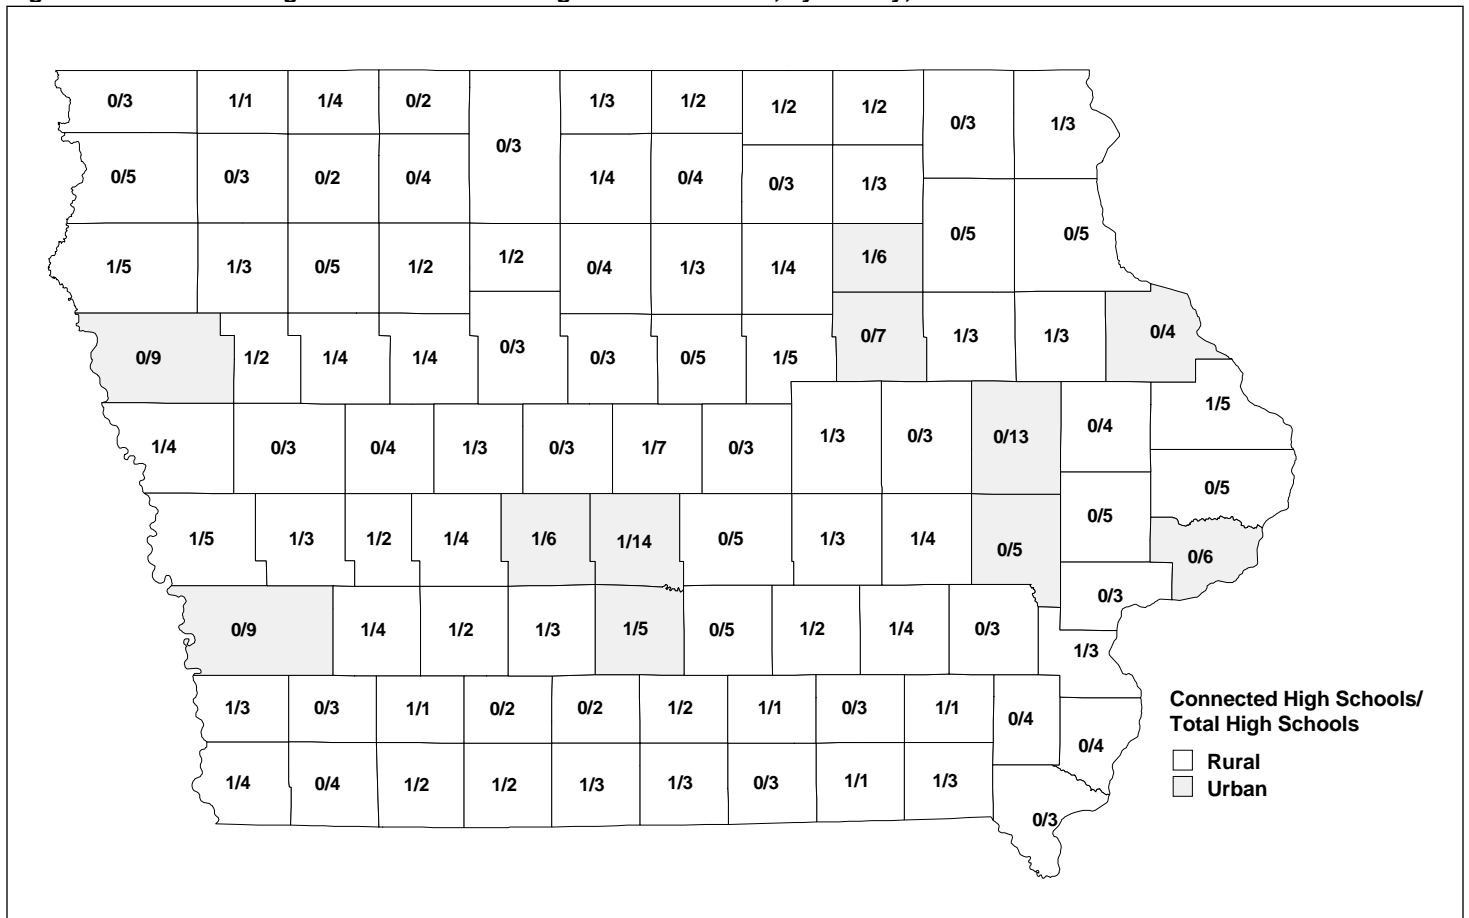 0/3 1/1 1/4 0/2 1/3 1/2 1/2 1/2
0/3 1/3
0/3
0/5 0/3 0/2 0/4 1/4 0/4 0/3 1/3
0/5 0/5
1/5 1/3 0/5 1/2 1/2 0/4 1/3 1/4 1/6
0/9 1/2 1/4 1/4 0/3 0/3 0/5 1/5 0/7 1/3 1/3 0/4
1/5
1/4 0/3 0/4 1/3 0/3 1/7 0/3 1/3 0/3 0/13 0/4
0/5
1/5 1/3 1/2 1/4 1/6 1/14 0/5 1/3 1/4 0/5 0/5 0/6
0/3
0/9 1/4 1/2 1/3 1/5 0/5 1/2 1/4 0/3
1/3
1/3 0/3 1/1 0/2 0/2 1/2 1/1 0/3 1/1 0/4
0/4
1/4 0/4 1/2 1/2 1/3 1/3 0/3 1/1 1/3
0/3
Connected High Schools/
Total High Schools
Rural
Urban